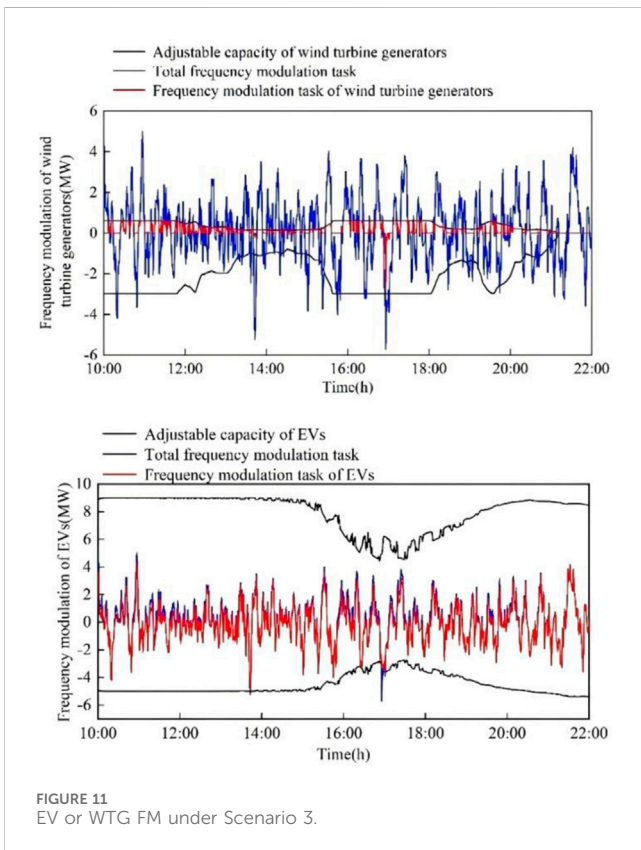 Adjustable capacity of wind turbine generators
Total frequency modulation task
Frequency modulation task of wind turbine generators
Frequency modulation of wind
turbine generators(MW)
6
4
2
0
-2
-4
-6
10:00 12:00 14:00 16:00 18:00 20:00 22:00
Time(h)
Adjustable capacity of EVs
Total frequency modulation task
Frequency modulation task of EVs
Frequency modulation of EVs(MW)
10
8
6
4
2
0
-2
-4
-6
10:00 12:00 14:00 16:00 18:00 20:00 22:00
Time(h)
FIGURE 11
EV or WTG FM under Scenario 3.